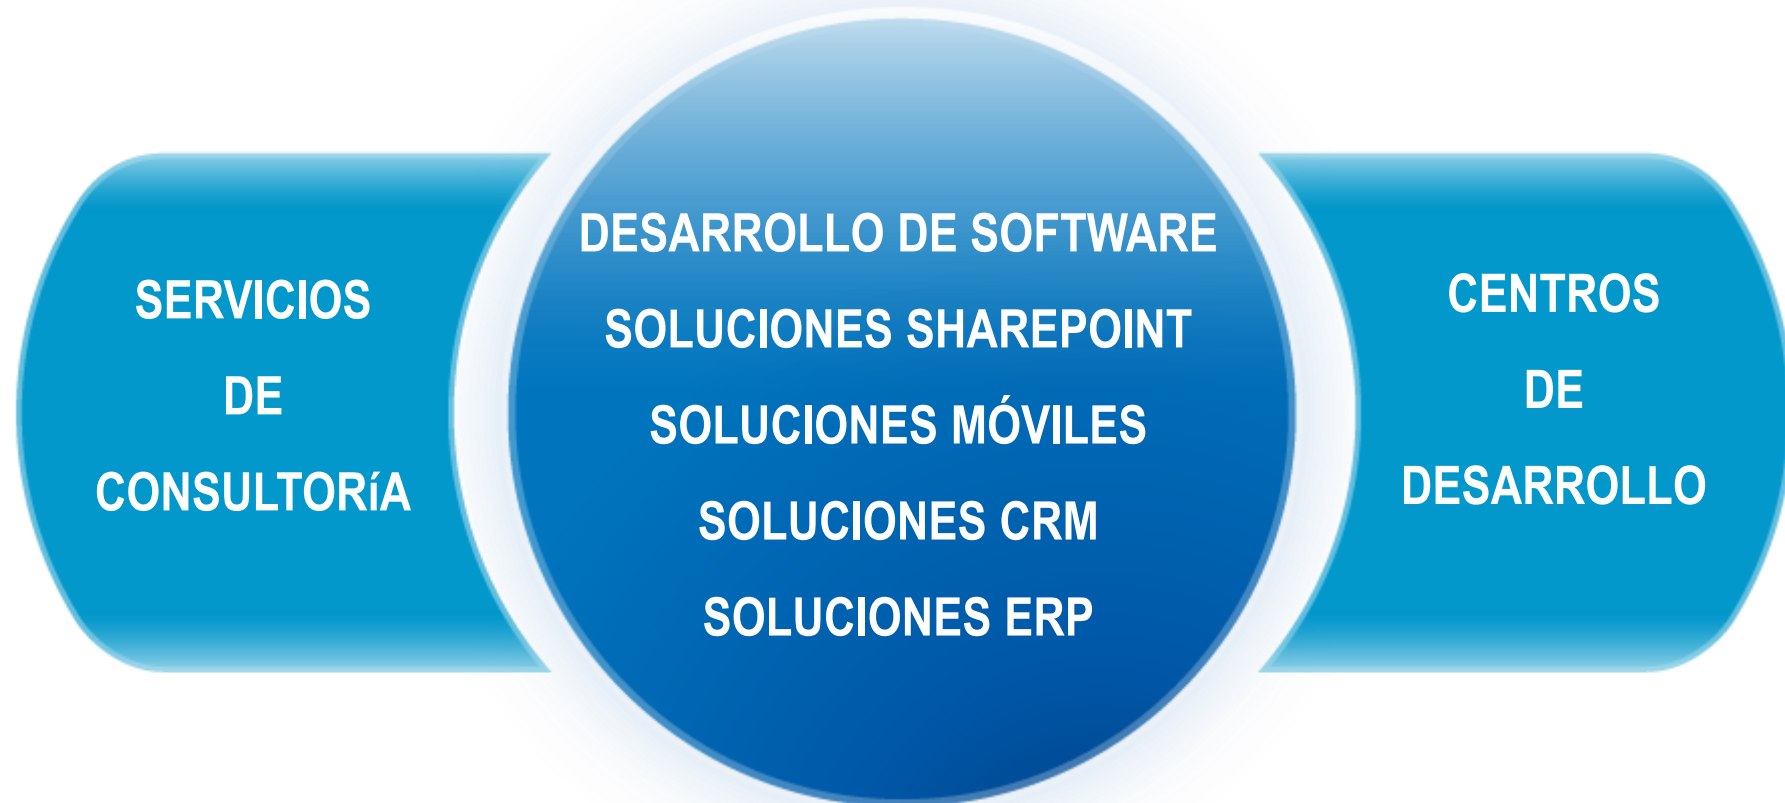 SERVICIOS
DE
CONSULTORíA
DESARROLLO DE SOFTWARE
SOLUCIONES SHAREPOINT
SOLUCIONES MÓVILES
SOLUCIONES CRM
SOLUCIONES ERP
CENTROS
DE
DESARROLLO